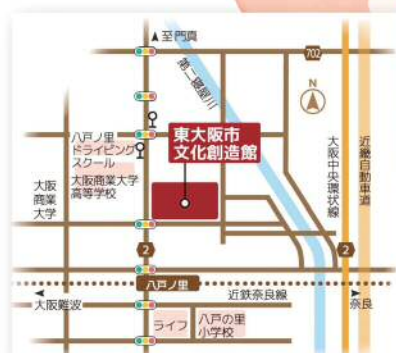 ▲至門真
702
第二寝屋川
N
八戸ノ里
ドライビング
スクール
東大阪市
文化創造館
大阪商業大学
高等学校
大阪
商業
大学
大阪中央環状線
近畿自動車道
2
2
八戸ノ里
大阪難波
近鉄奈良線
奈良
ライフ
八戸の里
小学校